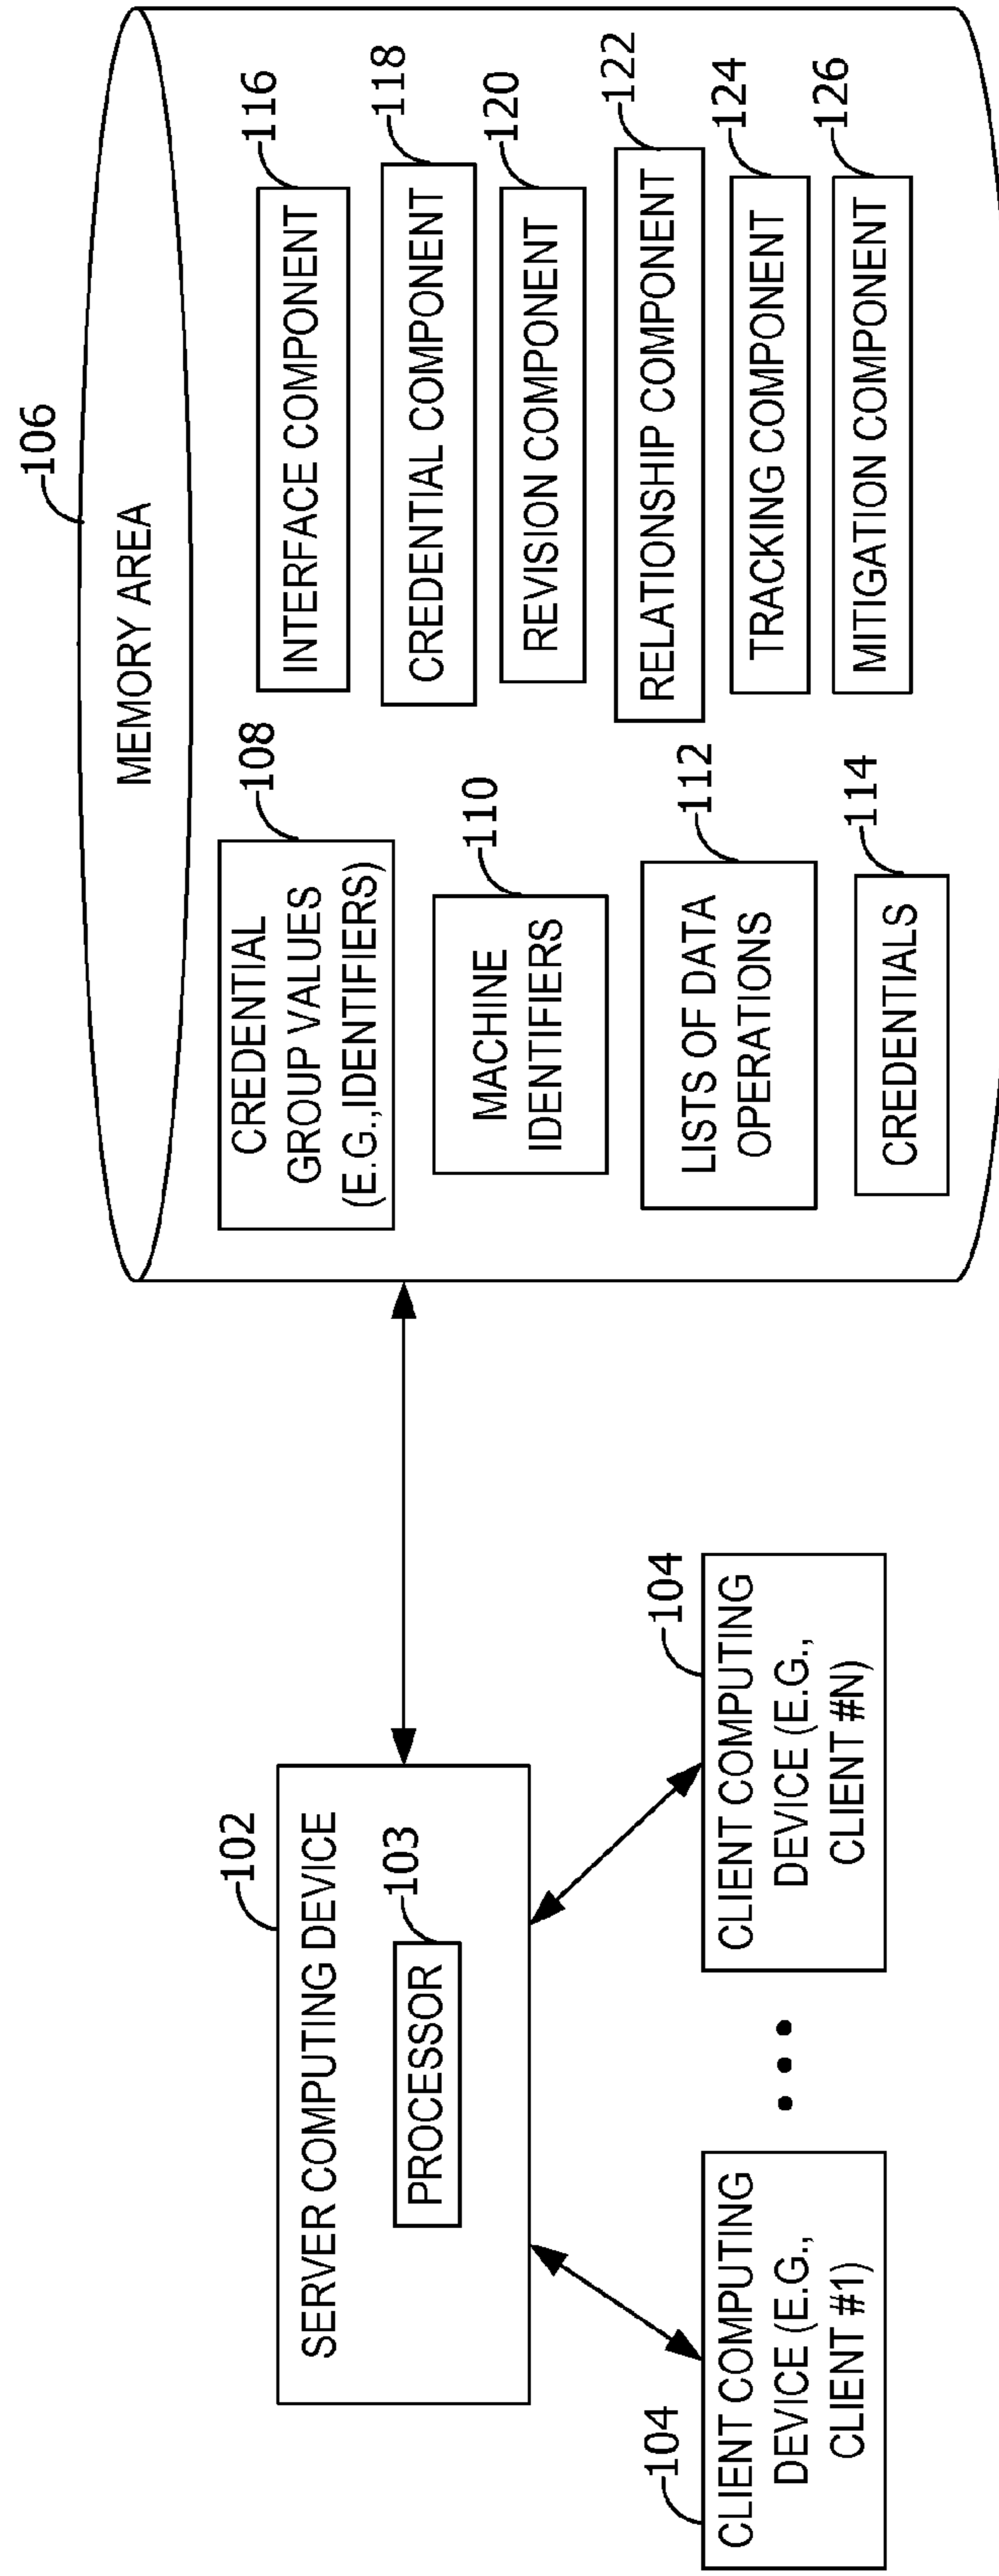 102
SERVER COMPUTING DEVICE
103
PROCESSOR
104
CLIENT COMPUTING
DEVICE (E.G.,
CLIENT #1)
104
CLIENT COMPUTING
DEVICE (E.G.,
CLIENT #N)
106
MEMORY AREA
108
CREDENTIAL
GROUP VALUES
(E.G.,IDENTIFIERS)
110
MACHINE
IDENTIFIERS
112
LISTS OF DATA
OPERATIONS
114
CREDENTIALS
116
INTERFACE COMPONENT
118
CREDENTIAL COMPONENT
120
REVISION COMPONENT
122
RELATIONSHIP COMPONENT
124
TRACKING COMPONENT
126
MITIGATION COMPONENT